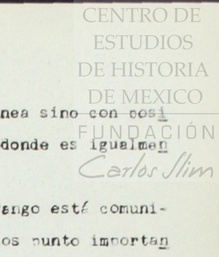 CENTRO DE
ESTUDIOS
DE HISTORIA
DE MEXICO
FUNDACIÓN
Carlos Slim
nea sino con posi
donde es igualmen
ango está comuni-
os punto importan